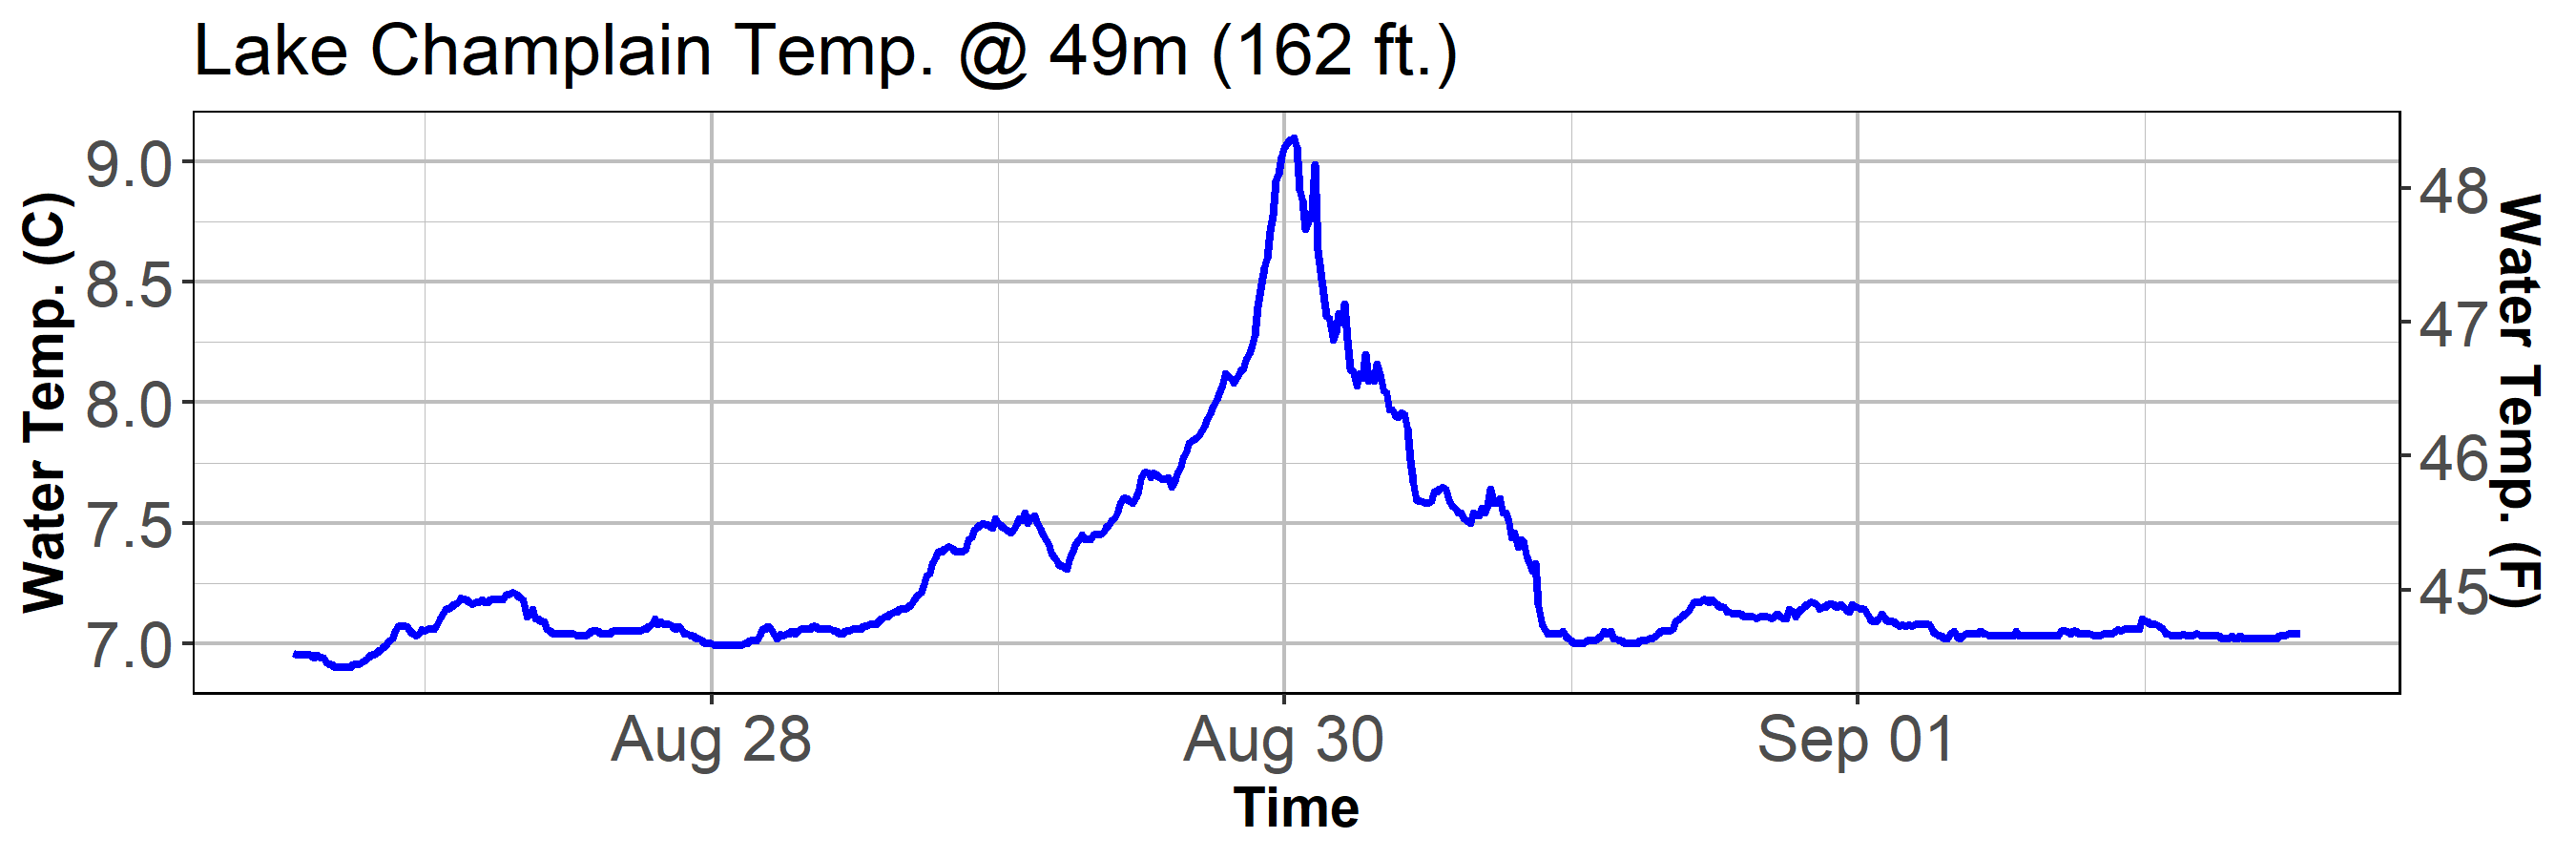 Lake Champlain Temp. @ 49m (162 ft.)
Water Temp. (C)
9.0
8.5
8.0
7.5
7.0
48
47
46
45
Water Temp. (F)
Aug 28
Aug 30
Sep 01
Time